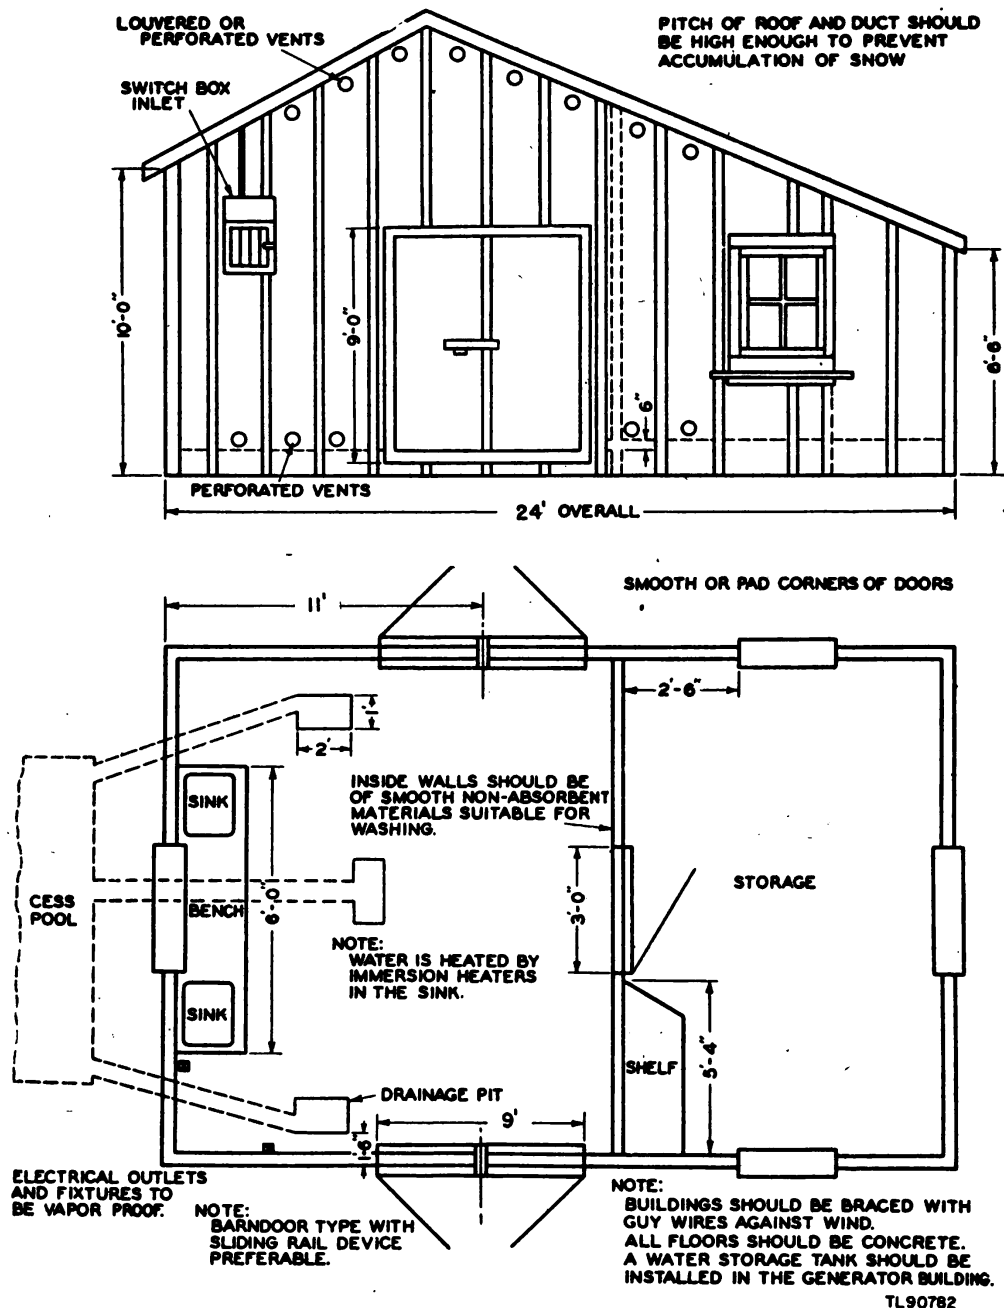 LOUVERED OR
PERFORATED VENTS
PITCH OF ROOF AND DUCT SHOULD
BE HIGH ENOUGH TO PREVENT
ACCUMULATION OF SNOW
SWITCH BOX
INLET
10'-0"
9'-0"
6"
6'-6"
PERFORATED VENTS
24' OVERALL
SMOOTH OR PAD CORNERS OF DOORS
11'
2'-6"
1'
2'
INSIDE WALLS SHOULD BE
OF SMOOTH NON-ABSORBENT
MATERIALS SUITABLE FOR
WASHING.
SINK
CESS
POOL
BENCH
6'-0"
3'-0"
STORAGE
NOTE:
WATER IS HEATED BY
IMMERSION HEATERS
IN THE SINK.
SINK
SHELF
5'-4"
DRAINAGE PIT
9'
1'-6"
ELECTRICAL OUTLETS
AND FIXTURES TO
BE VAPOR PROOF.
NOTE:
BARNDOOR TYPE WITH
SLIDING RAIL DEVICE
PREFERABLE.
NOTE:
BUILDINGS SHOULD BE BRACED WITH
GUY WIRES AGAINST WIND.
ALL FLOORS SHOULD BE CONCRETE.
A WATER STORAGE TANK SHOULD BE
INSTALLED IN THE GENERATOR BUILDING.
TL90782